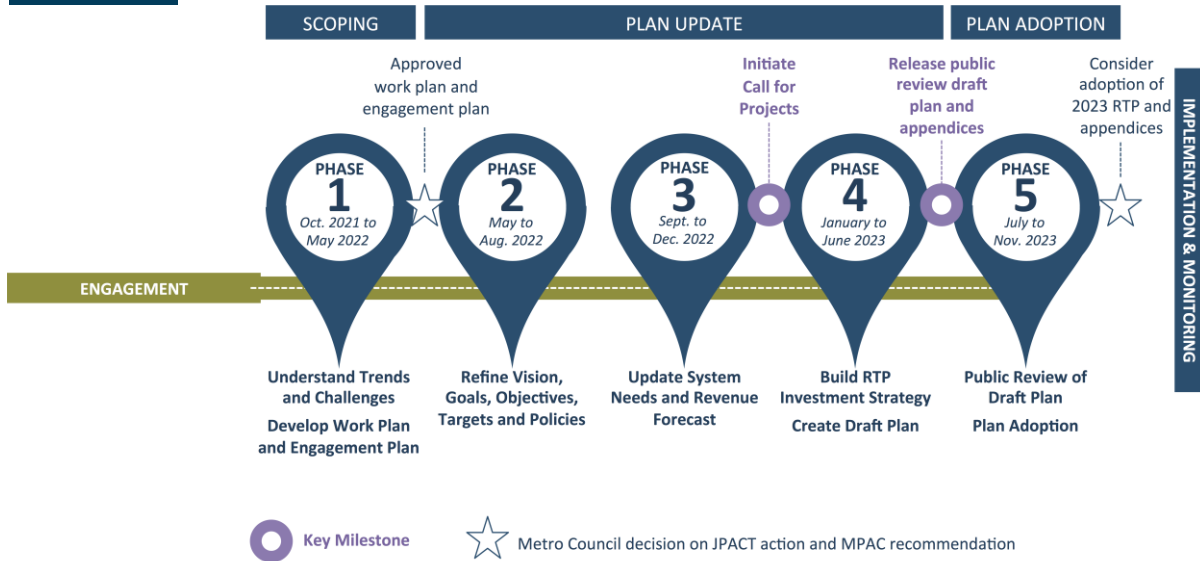 SCOPING
PLAN UPDATE
PLAN ADOPTION
Approved
work plan and
engagement plan
Initiate
Call for
Projects
Release public
review draft
plan and
appendices
Consider
adoption of
2023 RTP and
appendices
IMPLEMENTATION & MONITORING
PHASE
1
Oct. 2021 to
May 2022
PHASE
2
May to
Aug. 2022
PHASE
3
Sept. to
Dec. 2022
PHASE
4
January to
June 2023
PHASE
5
July to
Nov. 2023
ENGAGEMENT
Understand Trends
and Challenges
Develop Work Plan
and Engagement Plan
Refine Vision,
Goals, Objectives,
Targets and Policies
Update System
Needs and Revenue
Forecast
Build RTP
Investment Strategy
Create Draft Plan
Public Review of
Draft Plan
Plan Adoption
Key Milestone
Metro Council decision on JPACT action and MPAC recommendation